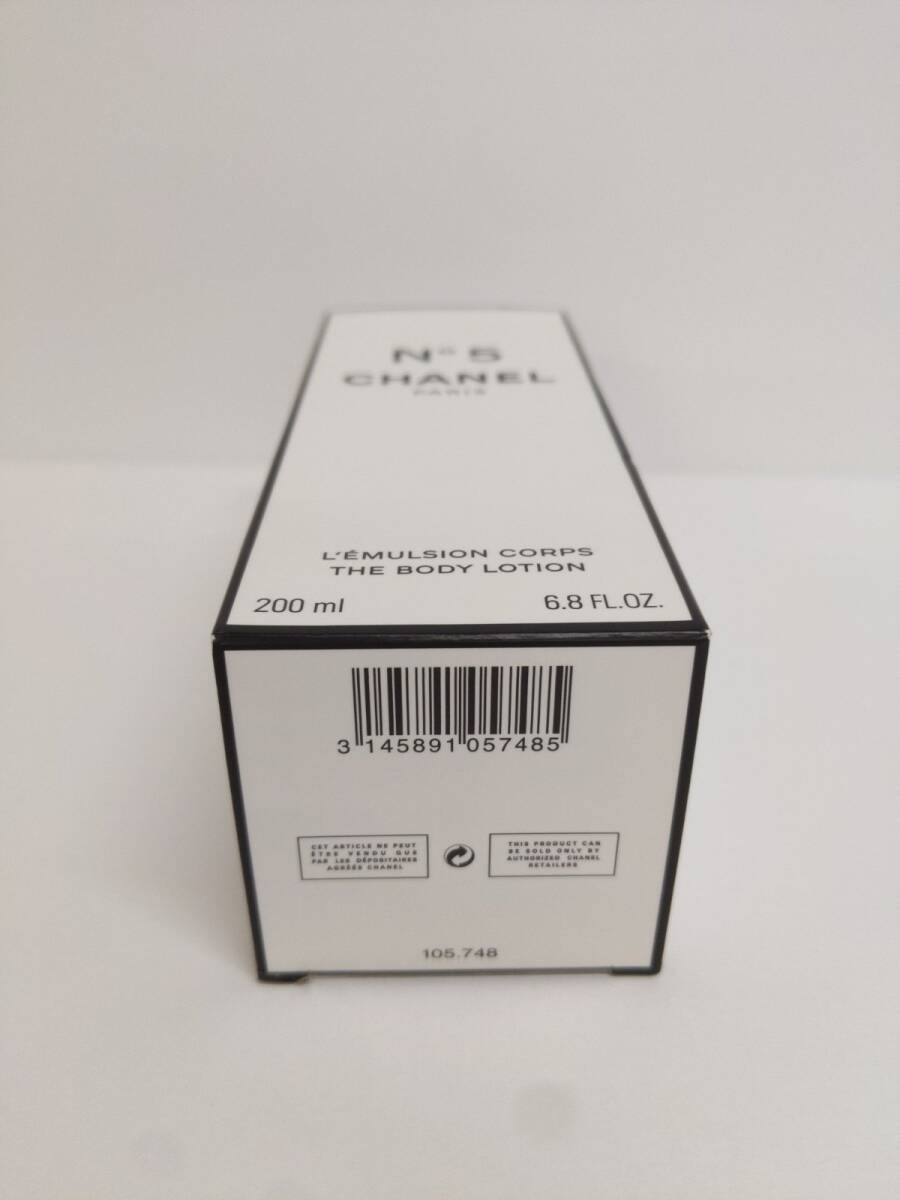 N° 5
CHANEL
PARIS
L'ÉMULSION CORPS
THE BODY LOTION
200 ml
6.8 FL.OZ.
3 145891 057485
CET ARTICLE NE PEUT
ÊTRE VENDU QUE
PAR LES DÉPOSITAIRES
AGRÉÉS CHANEL
THIS PRODUCT CAN
BE SOLD ONLY BY
AUTHORIZED CHANEL
RETAILERS
105.748